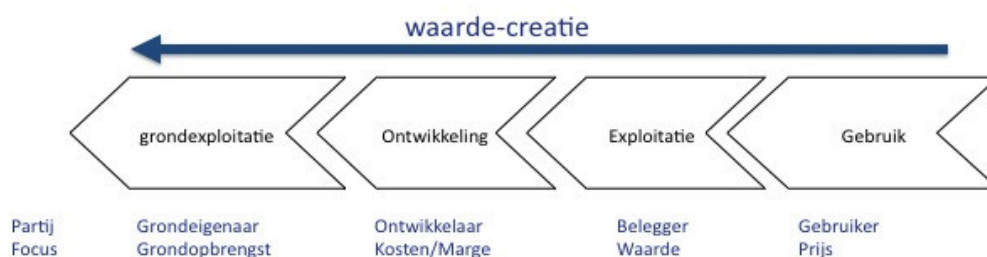 waarde-creatie
grondexploitatie Ontwikkeling Exploitatie Gebruik
Partij Grondeigenaar Ontwikkelaar Belegger Gebruiker
Focus Grondopbrengst Kosten/Marge Waarde Prijs